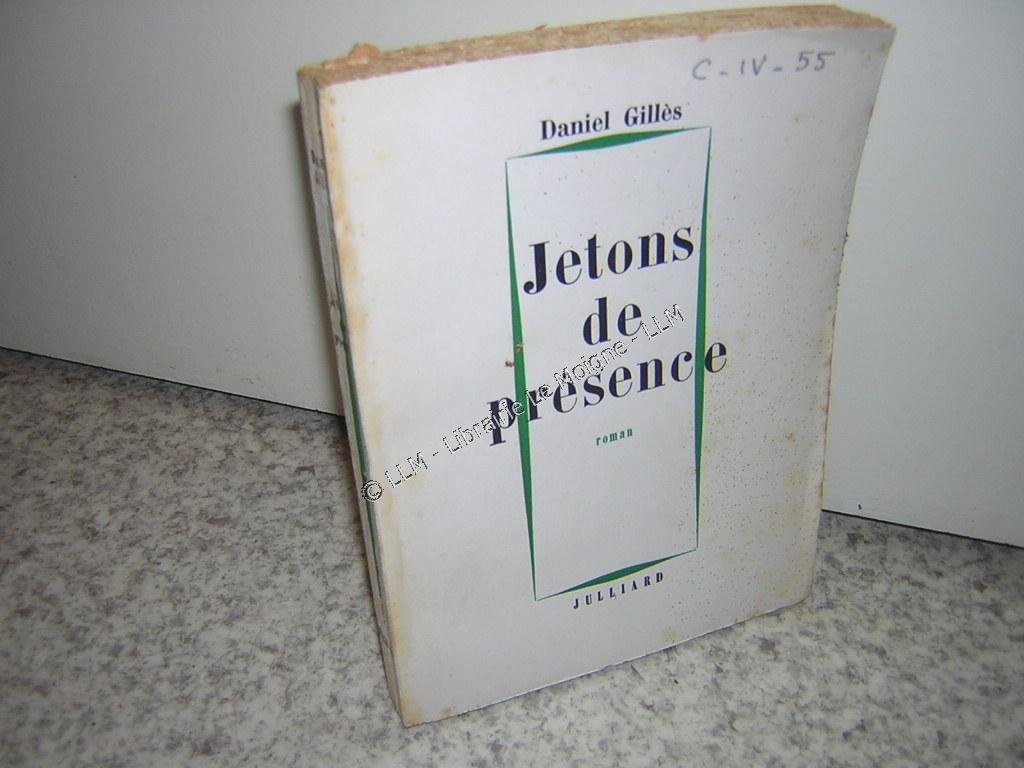 C - IV - 55
Daniel Gillès
Jetons
de
présence
roman
JULLIARD
© LLM - Librairie Le Moigne - LLM